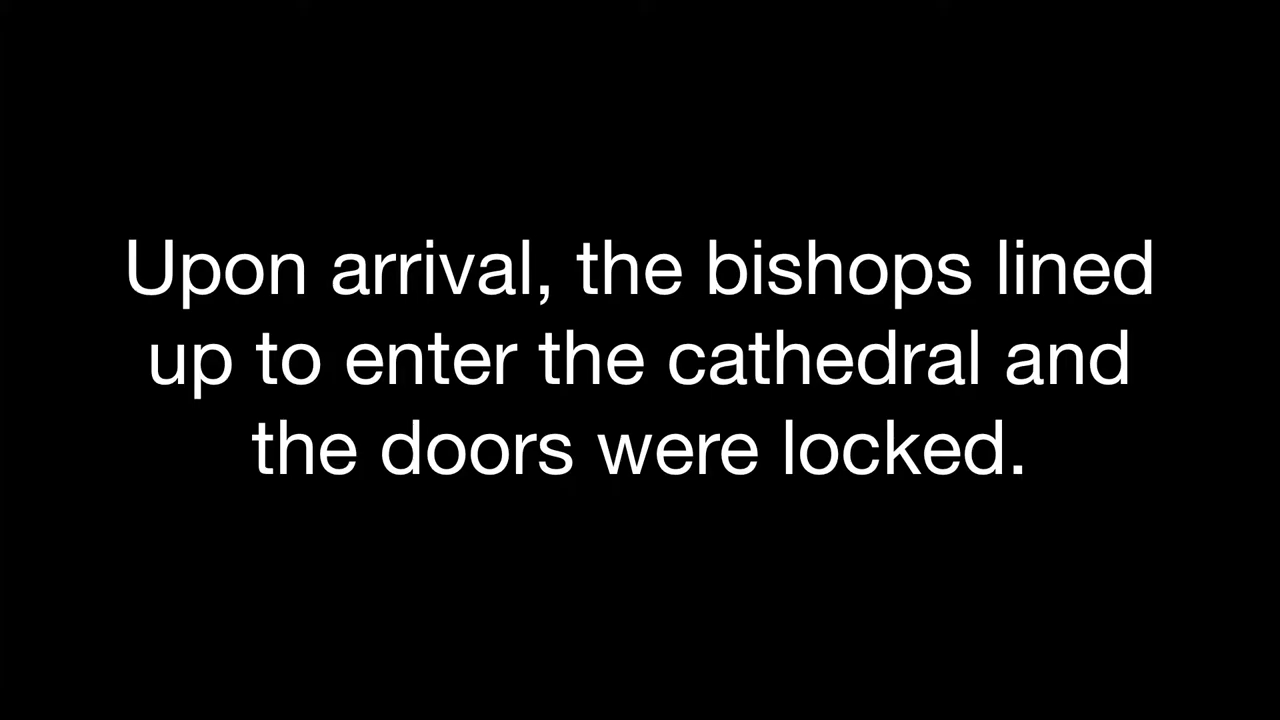 Upon arrival, the bishops lined
up to enter the cathedral and
the doors were locked.